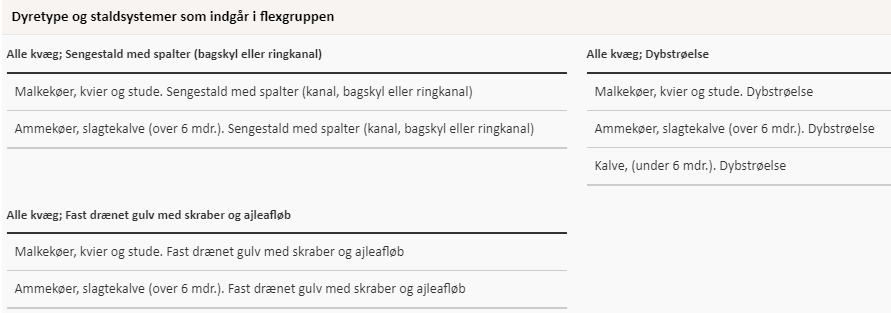 Dyretype og staldsystemer som indgår i flexgruppen
Alle kvæg; Sengestald med spalter (bagskyl eller ringkanal)
Malkekøer, kvier og stude. Sengestald med spalter (kanal, bagskyl eller ringkanal)
Ammekøer, slagtekalve (over 6 mdr.). Sengestald med spalter (kanal, bagskyl eller ringkanal)
Alle kvæg; Dybstrøelse
Malkekøer, kvier og stude. Dybstrøelse
Ammekøer, slagtekalve (over 6 mdr.). Dybstrøelse
Kalve, (under 6 mdr.). Dybstrøelse
Alle kvæg; Fast drænet gulv med skraber og ajleafløb
Malkekøer, kvier og stude. Fast drænet gulv med skraber og ajleafløb
Ammekøer, slagtekalve (over 6 mdr.). Fast drænet gulv med skraber og ajleafløb